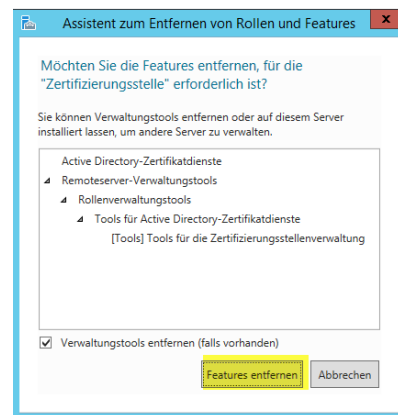 Assistent zum Entfernen von Rollen und Features
x
Möchten Sie die Features entfernen, für die
"Zertifizierungsstelle" erforderlich ist?
Sie können Verwaltungstools entfernen oder auf diesem Server
installiert lassen, um andere Server zu verwalten.
Active Directory-Zertifikatdienste
Remoteserver-Verwaltungstools
Rollenverwaltungstools
Tools für Active Directory-Zertifikatdienste
[Tools] Tools für die Zertifizierungsstellenverwaltung
Verwaltungstools entfernen (falls vorhanden)
Features entfernen
Abbrechen